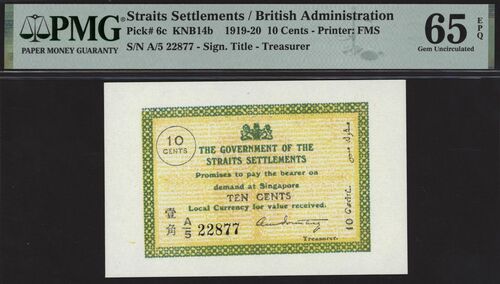 PMG
PAPER MONEY GUARANTY
Straits Settlements / British Administration
Pick# 6c KNB14b 1919-20 10 Cents - Printer: FMS
S/N A/5 22877 - Sign. Title - Treasurer
65 EPQ
Gem Uncirculated
10
CENTS
THE GOVERNMENT OF THE
STRAITS SETTLEMENTS
Promises to pay the bearer on
demand at Singapore
TEN CENTS
Local Currency for value received.
壹角
A/5 22877
Treasurer.
10